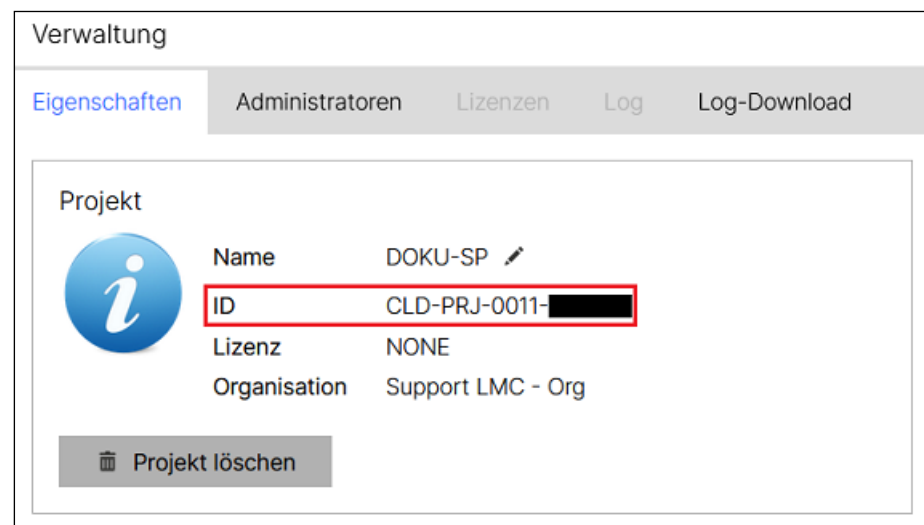 Verwaltung
Eigenschaften Administratoren Lizenzen Log Log-Download
Projekt
Name DOKU-SP
ID CLD-PRJ-0011-
Lizenz NONE
Organisation Support LMC - Org
Projekt löschen